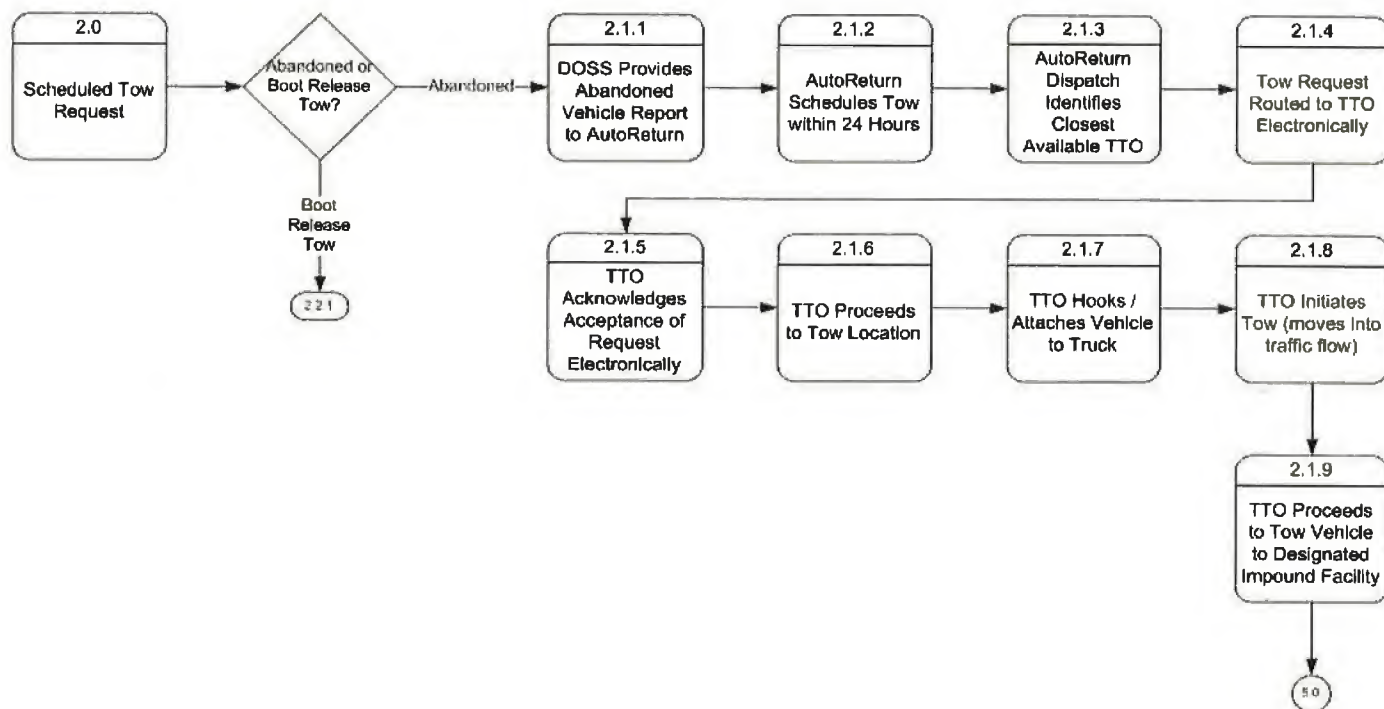 2.0
Scheduled Tow
Request
Abandoned or
Boot Release
Tow?
Abandoned
Boot
Release
Tow
2.2.1
2.1.1
DOSS Provides
Abandoned
Vehicle Report
to AutoReturn
2.1.2
AutoReturn
Schedules Tow
within 24 Hours
2.1.3
AutoReturn
Dispatch
Identifies
Closest
Available TTO
2.1.4
Tow Request
Routed to TTO
Electronically
2.1.5
TTO
Acknowledges
Acceptance of
Request
Electronically
2.1.6
TTO Proceeds
to Tow Location
2.1.7
TTO Hooks /
Attaches Vehicle
to Truck
2.1.8
TTO Initiates
Tow (moves into
traffic flow)
2.1.9
TTO Proceeds
to Tow Vehicle
to Designated
Impound Facility
5.0